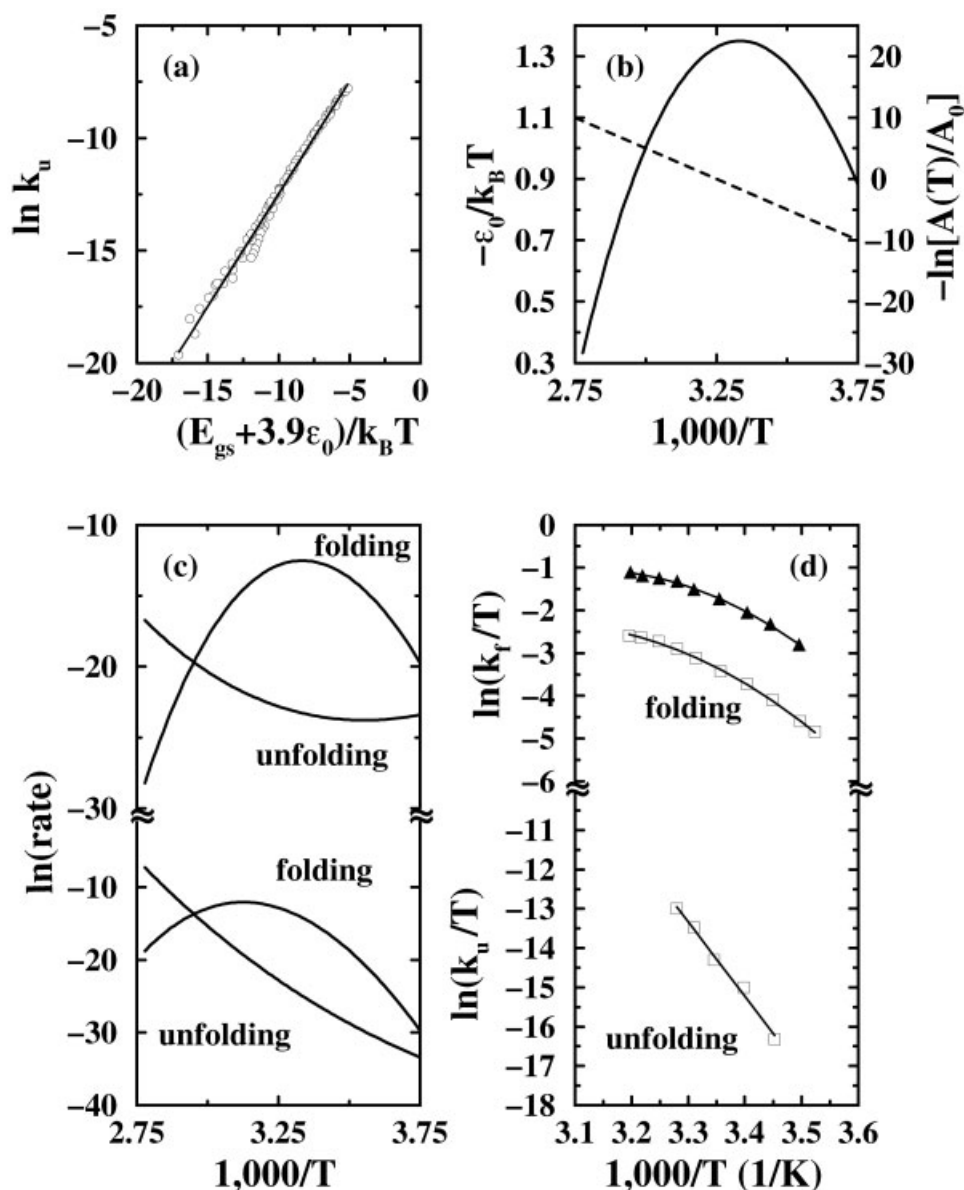 (a)
ln k_u
−5
−10
−15
−20
−20 −15 −10 −5 0
(E_gs+3.9ε_0)/k_BT
(b)
−ε_0/k_BT
1.3
1.1
0.9
0.7
0.5
0.3
2.75 3.25 3.75
1,000/T
20
10
0
−10
−20
−30
−ln[A(T)/A_0]
(c)
ln(rate)
−10
−20
−30
−10
−20
−30
−40
folding
unfolding
folding
unfolding
2.75 3.25 3.75
1,000/T
(d)
ln(k_f/T)
0
−1
−2
−3
−4
−5
−6
folding
ln(k_u/T)
−11
−12
−13
−14
−15
−16
−17
−18
unfolding
3.1 3.2 3.3 3.4 3.5 3.6
1,000/T (1/K)